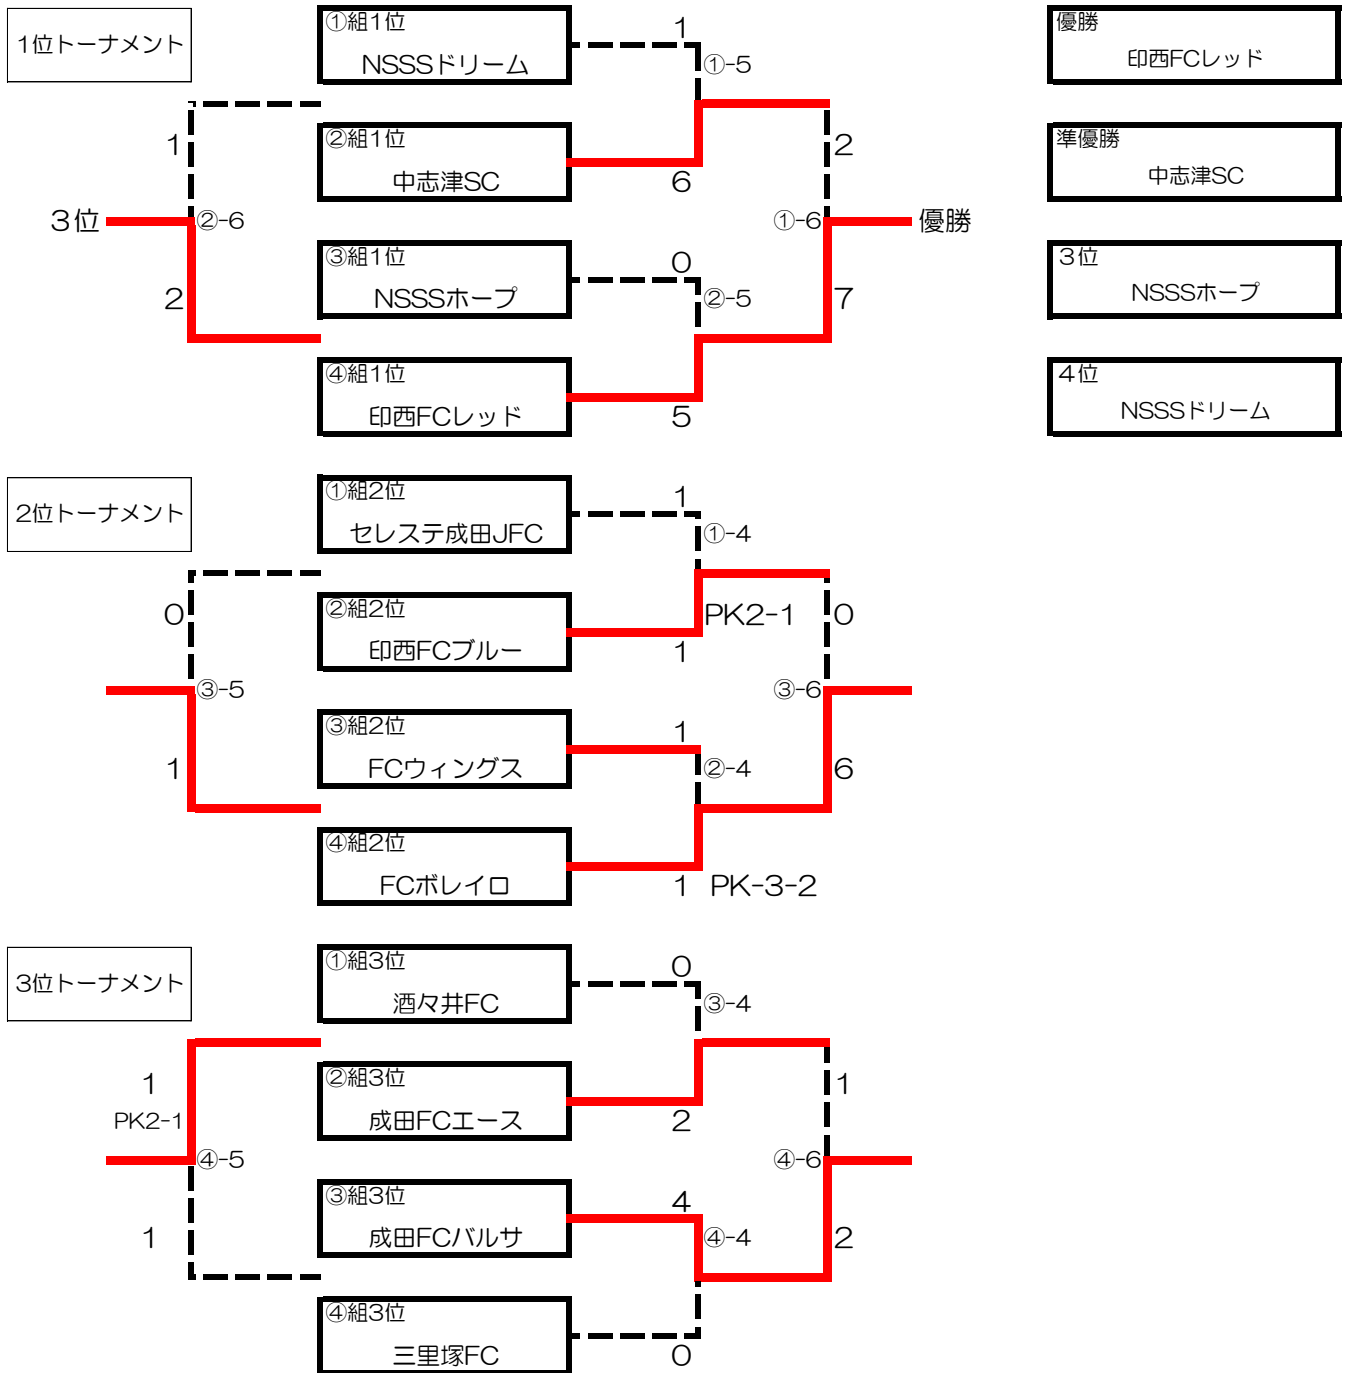 1位トーナメント
①組1位
NSSSドリーム
1
①-5
優勝
印西FCレッド
1
②組1位
中志津SC
6
2
準優勝
中志津SC
3位
②-6
①-6
優勝
③組1位
NSSSホープ
0
②-5
2
7
3位
NSSSホープ
④組1位
印西FCレッド
5
4位
NSSSドリーム
2位トーナメント
①組2位
セレステ成田JFC
1
①-4
0
②組2位
印西FCブルー
PK2-1
1
0
③-5
③-6
③組2位
FCウィングス
1
②-4
1
6
④組2位
FCボレイロ
1 PK-3-2
3位トーナメント
①組3位
酒々井FC
0
③-4
1
PK2-1
②組3位
成田FCエース
2
1
④-5
④-6
③組3位
成田FCバルサ
4
④-4
1
2
④組3位
三里塚FC
0